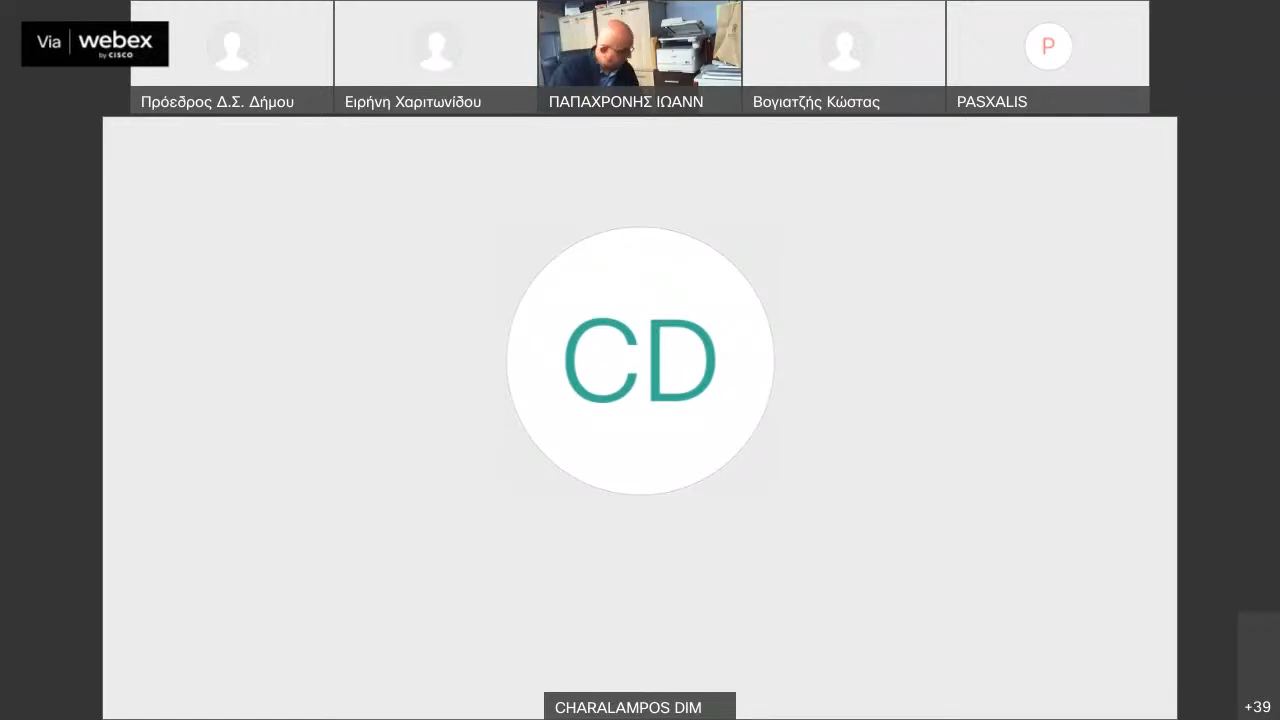 Via webex
by CISCO
Πρόεδρος Δ.Σ. Δήμου
Ειρήνη Χαριτωνίδου
ΠΑΠΑΧΡΟΝΗΣ ΙΩΑΝΝ
Βογιατζής Κώστας
P
PASXALIS
CD
CHARALAMPOS DIM
+39